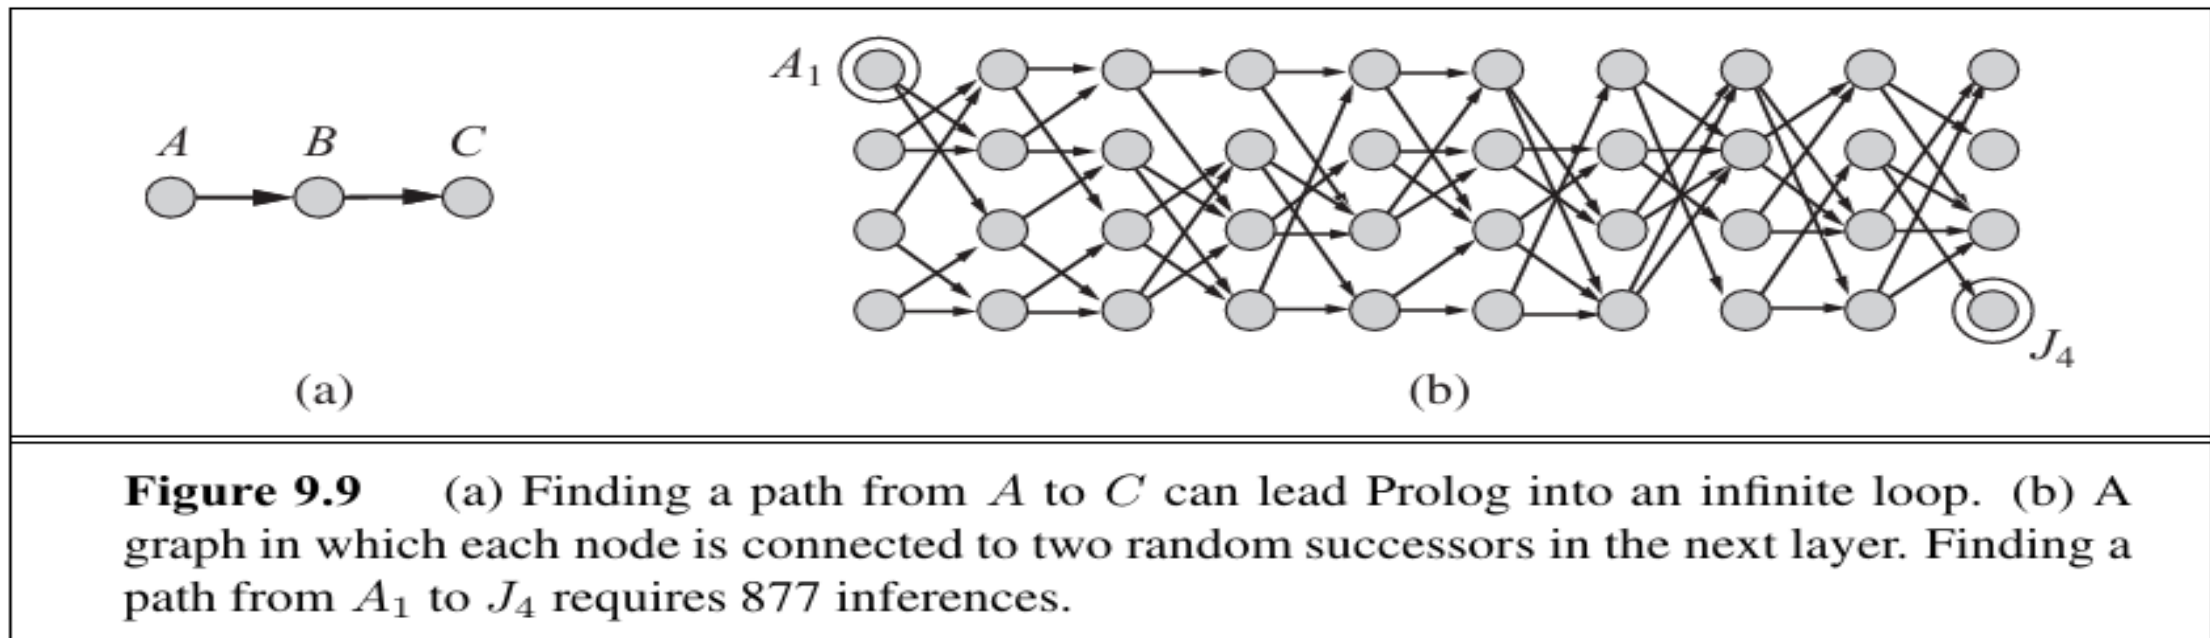 A B C
A1
J4
(a) (b)
Figure 9.9 (a) Finding a path from A to C can lead Prolog into an infinite loop. (b) A
graph in which each node is connected to two random successors in the next layer. Finding a
path from A1 to J4 requires 877 inferences.